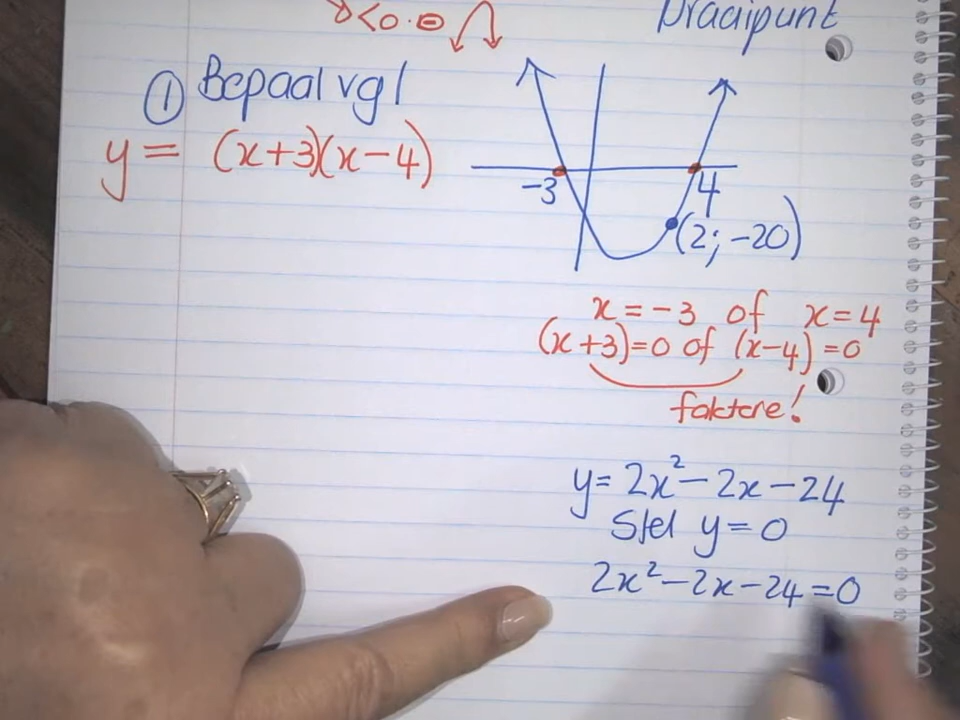 <0.⊖
Draaipunt
① Bepaal vgl
y = (x+3)(x-4)
-3
4
(2; -20)
x = -3 of x = 4
(x+3)=0 of (x-4)=0
faktore!
y = 2x² - 2x - 24
Stel y = 0
2x² - 2x - 24 = 0